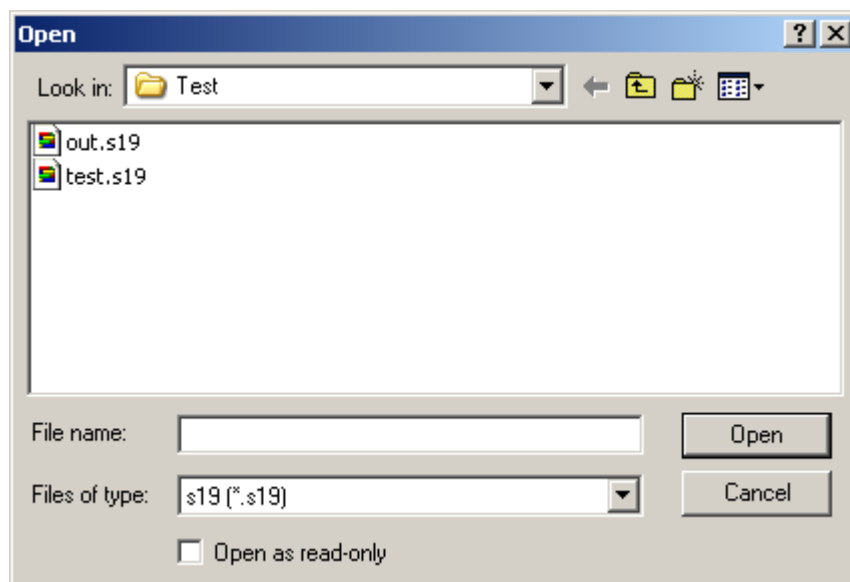 Open
Look in: Test
out.s19
test.s19
File name:
Open
Files of type: s19 (*.s19)
Cancel
Open as read-only